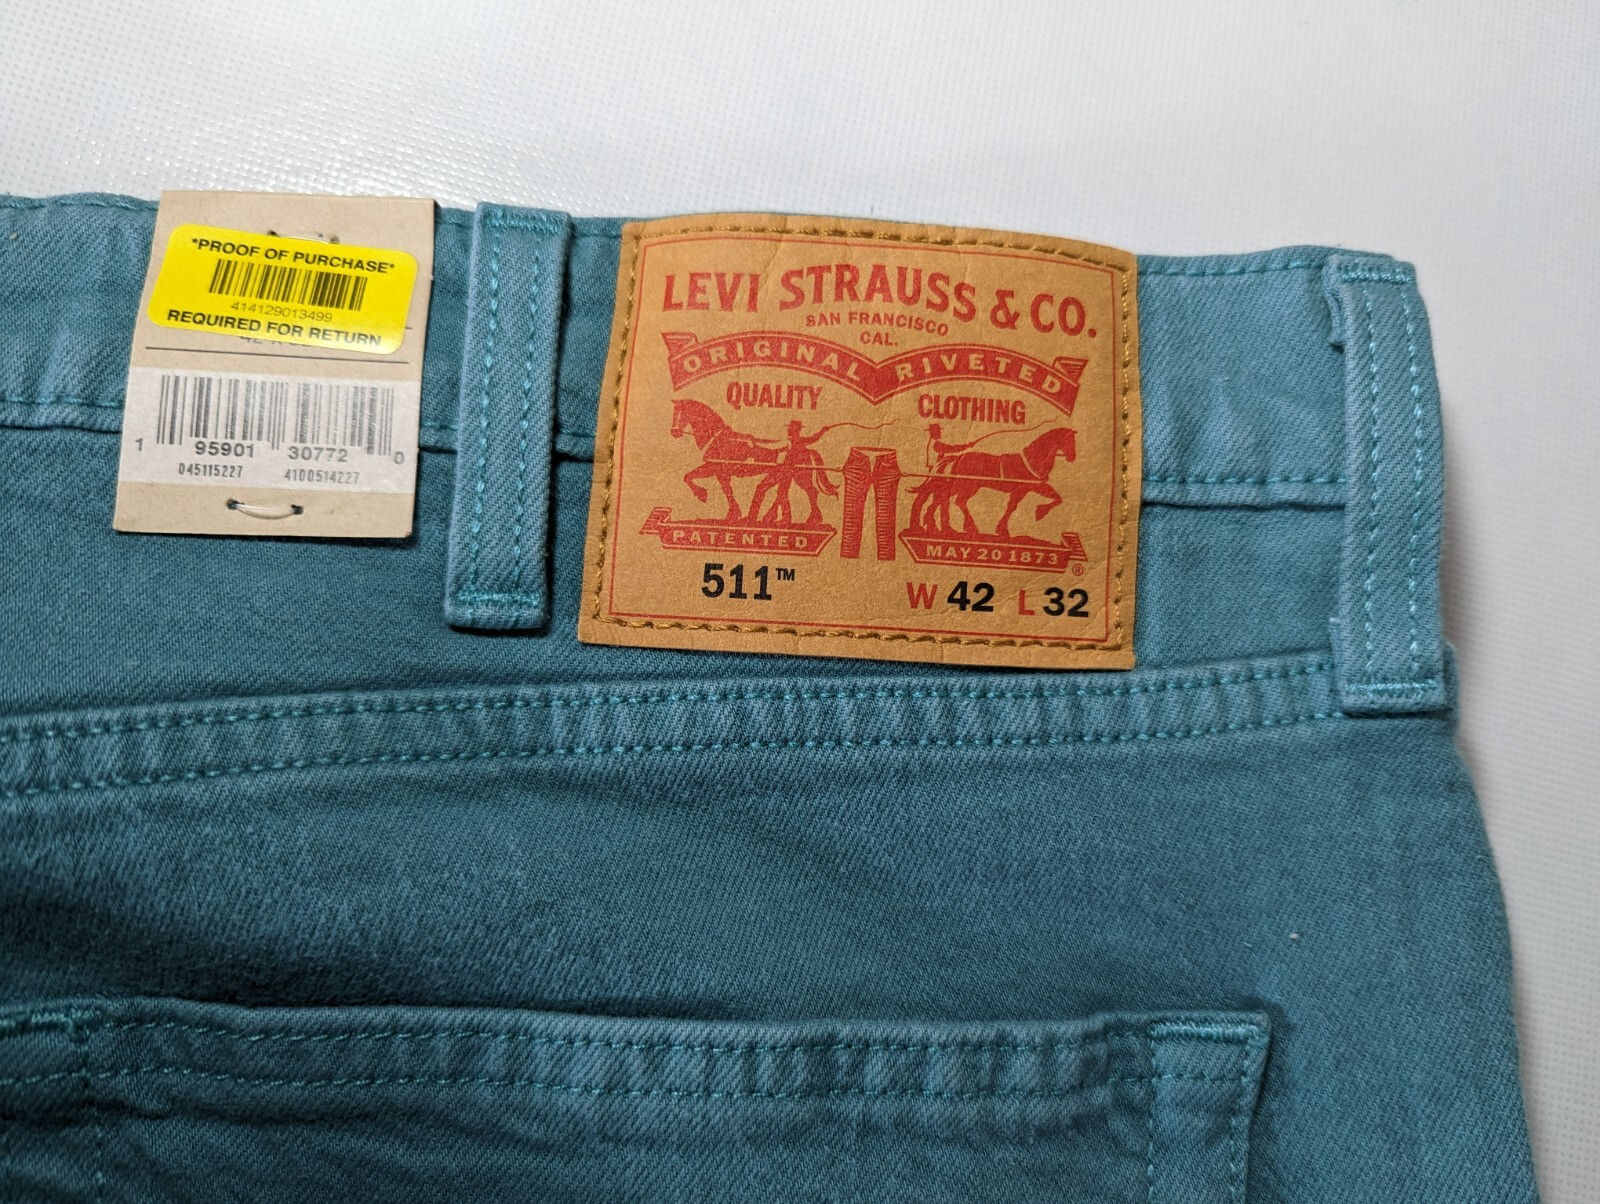 *PROOF OF PURCHASE*
414129013499
REQUIRED FOR RETURN
1 95901 30772 0
045115227 4100514227
LEVI STRAUSS & CO.
SAN FRANCISCO
CAL.
ORIGINAL RIVETED
QUALITY CLOTHING
PATENTED MAY 20 1873 ®
511™ W 42 L 32